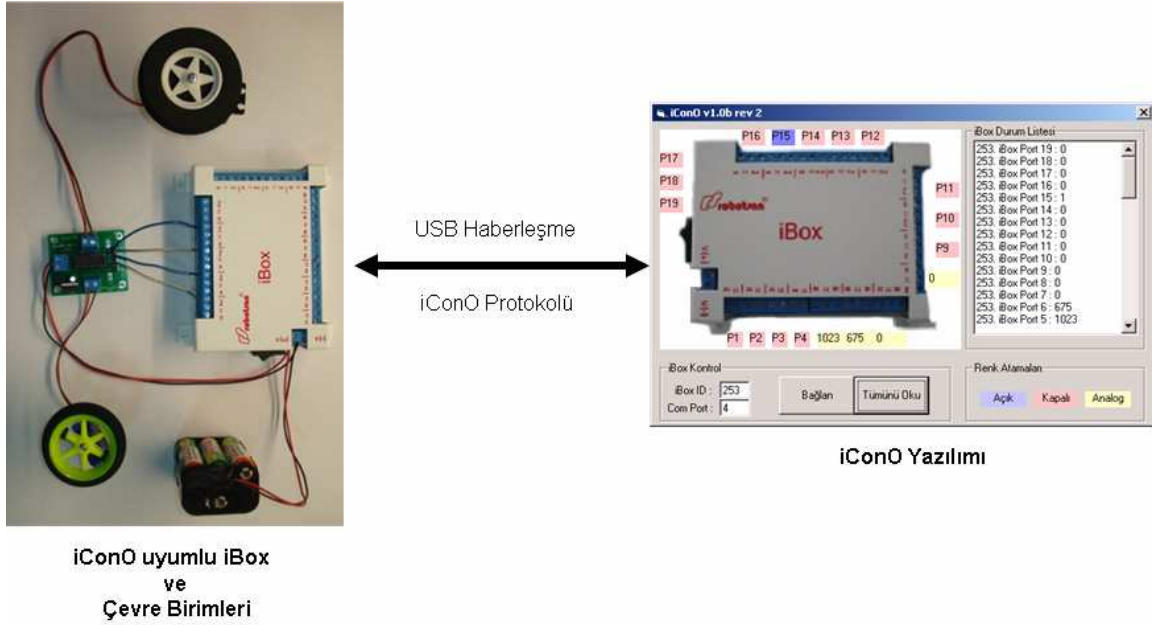 iBox
robotsan
USB Haberleşme
iConO Protokolü
iConO uyumlu iBox
ve
Çevre Birimleri
iConO v1.0b rev 2
P16 P15 P14 P13 P12
P17
P18
P19
P11
P10
P9
0
robotsan
iBox
P1 P2 P3 P4 1023 675 0
iBox Durum Listesi
253. iBox Port 19 : 0
253. iBox Port 18 : 0
253. iBox Port 17 : 0
253. iBox Port 16 : 0
253. iBox Port 15 : 1
253. iBox Port 14 : 0
253. iBox Port 13 : 0
253. iBox Port 12 : 0
253. iBox Port 11 : 0
253. iBox Port 10 : 0
253. iBox Port 9 : 0
253. iBox Port 8 : 0
253. iBox Port 7 : 0
253. iBox Port 6 : 675
253. iBox Port 5 : 1023
iBox Kontrol
iBox ID : 253
Com Port : 4
Bağlan
Tümünü Oku
Renk Atamaları
Açık Kapalı Analog
iConO Yazılımı